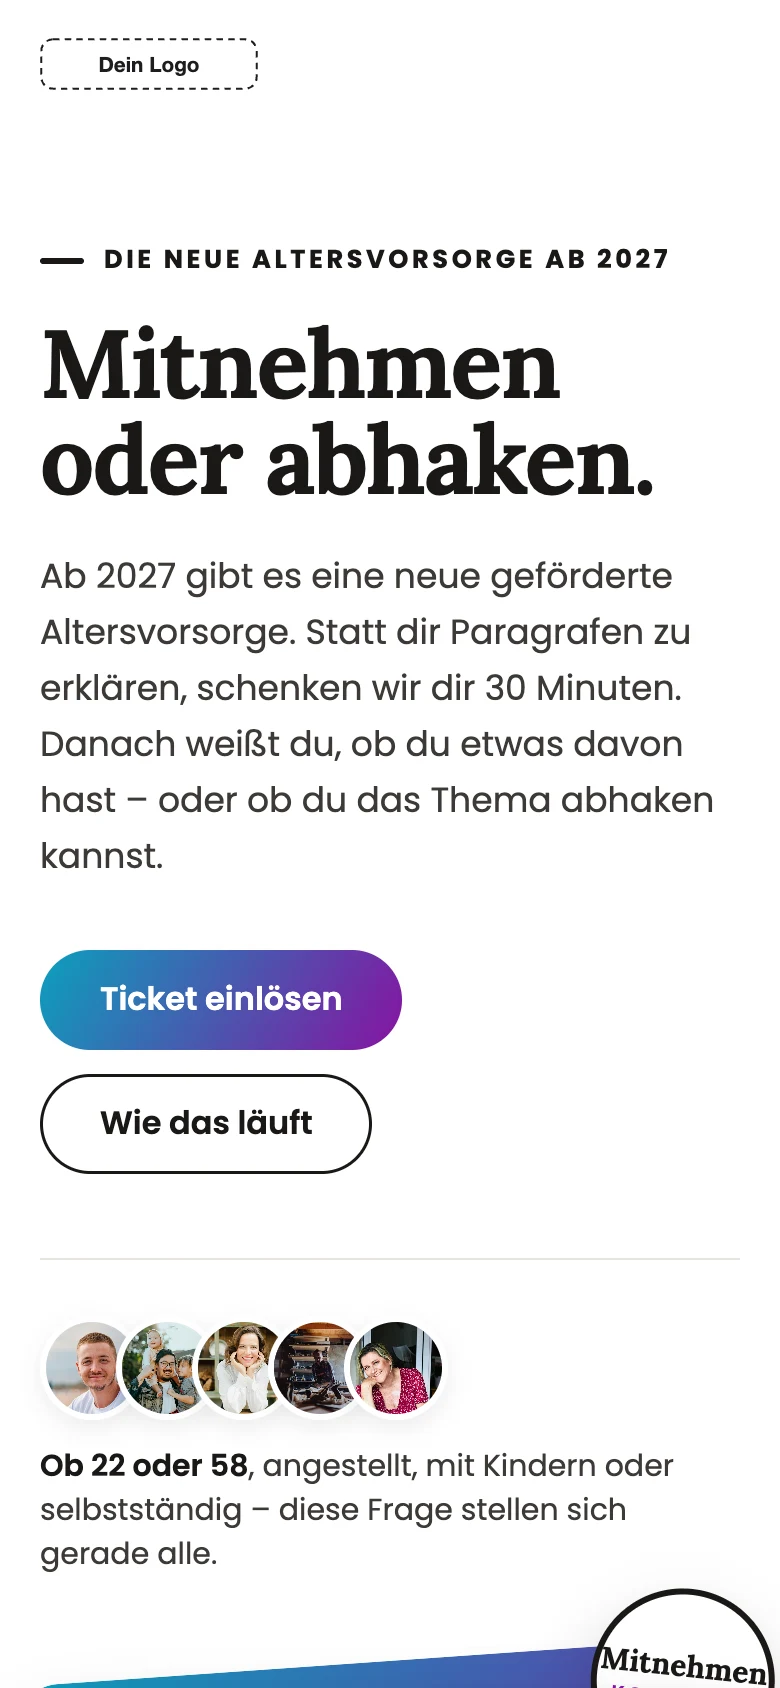 Dein Logo
DIE NEUE ALTERSVORSORGE AB 2027
Mitnehmen
oder abhaken.
Ab 2027 gibt es eine neue geförderte
Altersvorsorge. Statt dir Paragrafen zu
erklären, schenken wir dir 30 Minuten.
Danach weißt du, ob du etwas davon
hast – oder ob du das Thema abhaken
kannst.
Ticket einlösen
Wie das läuft
Ob 22 oder 58, angestellt, mit Kindern oder
selbstständig – diese Frage stellen sich
gerade alle.
Mitnehmen